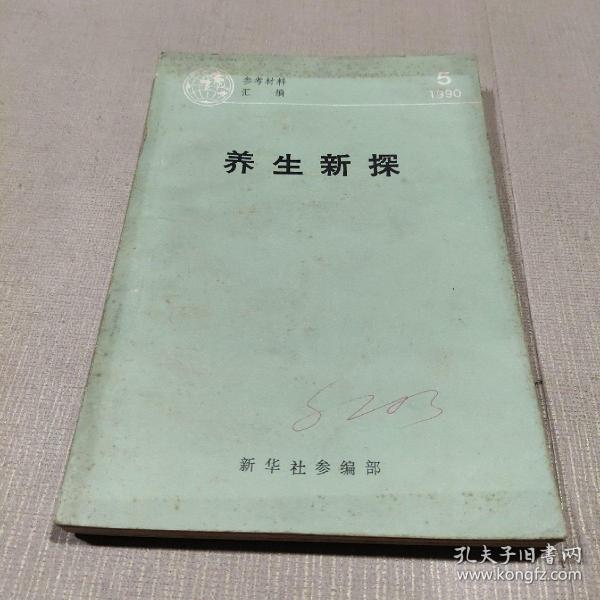 参考材料
汇编
5
1990
养生新探
8203
新华社参编部
孔夫子旧书网
www.kongfz.com